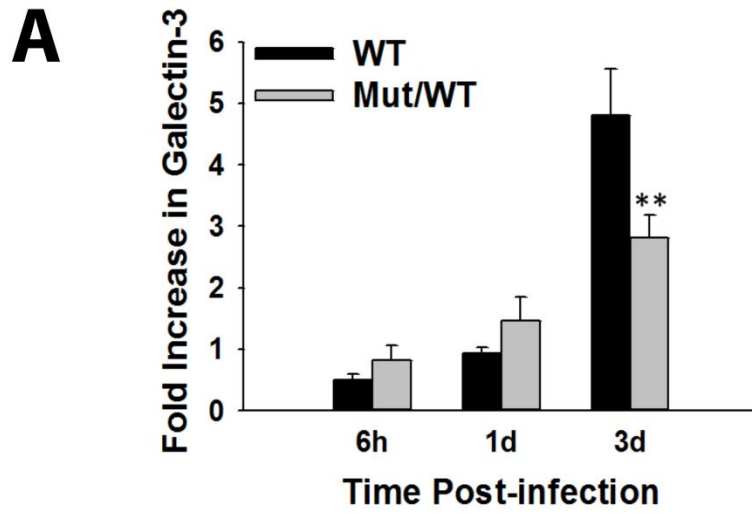 A
Fold Increase in Galectin-3
6
5
4
3
2
1
0
WT
Mut/WT
**
6h 1d 3d
Time Post-infection